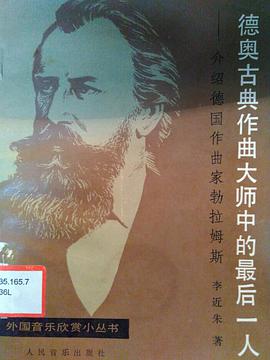 德奥古典作曲大师中的最后一人
——介绍德国作曲家勃拉姆斯
李近朱 著
35.165.7
36L
外国音乐欣赏小丛书
人民音乐出版社